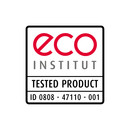 eco
INSTITUT
TESTED PRODUCT
ID 0808 - 47110 - 001